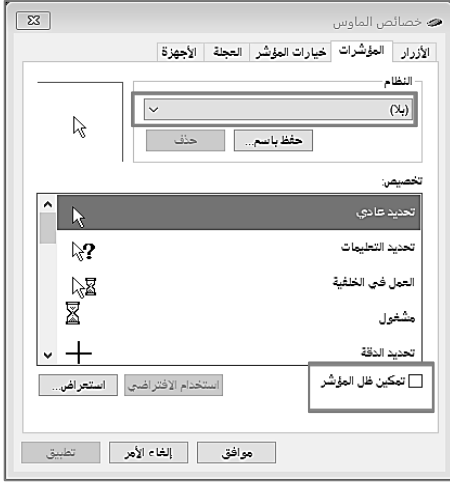 خصائص الماوس
الأزرار المؤشرات خيارات المؤشر العجلة الأجهزة
النظام
(بلا)
حفظ باسم... حذف
تخصيص:
تحديد عادي
تحديد التعليمات
العمل في الخلفية
مشغول
تحديد الدقة
تمكين ظل المؤشر استخدام الافتراضي استعراض...
موافق إلغاء الأمر تطبيق